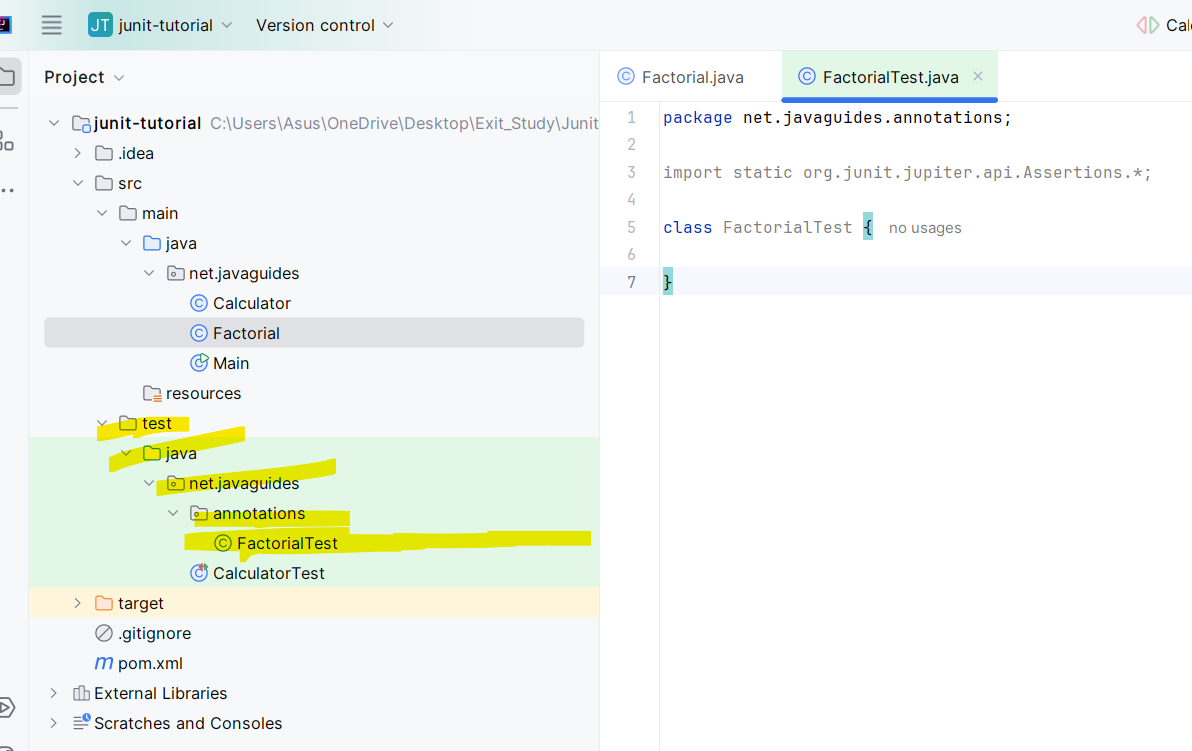 JT junit-tutorial Version control
Project
junit-tutorial C:\Users\Asus\OneDrive\Desktop\Exit_Study\Junit
.idea
src
main
java
net.javaguides
Calculator
Factorial
Main
resources
test
java
net.javaguides
annotations
FactorialTest
CalculatorTest
target
.gitignore
pom.xml
External Libraries
Scratches and Consoles
Factorial.java FactorialTest.java
1 package net.javaguides.annotations;
2
3 import static org.junit.jupiter.api.Assertions.*;
4
5 class FactorialTest { no usages
6
7 }